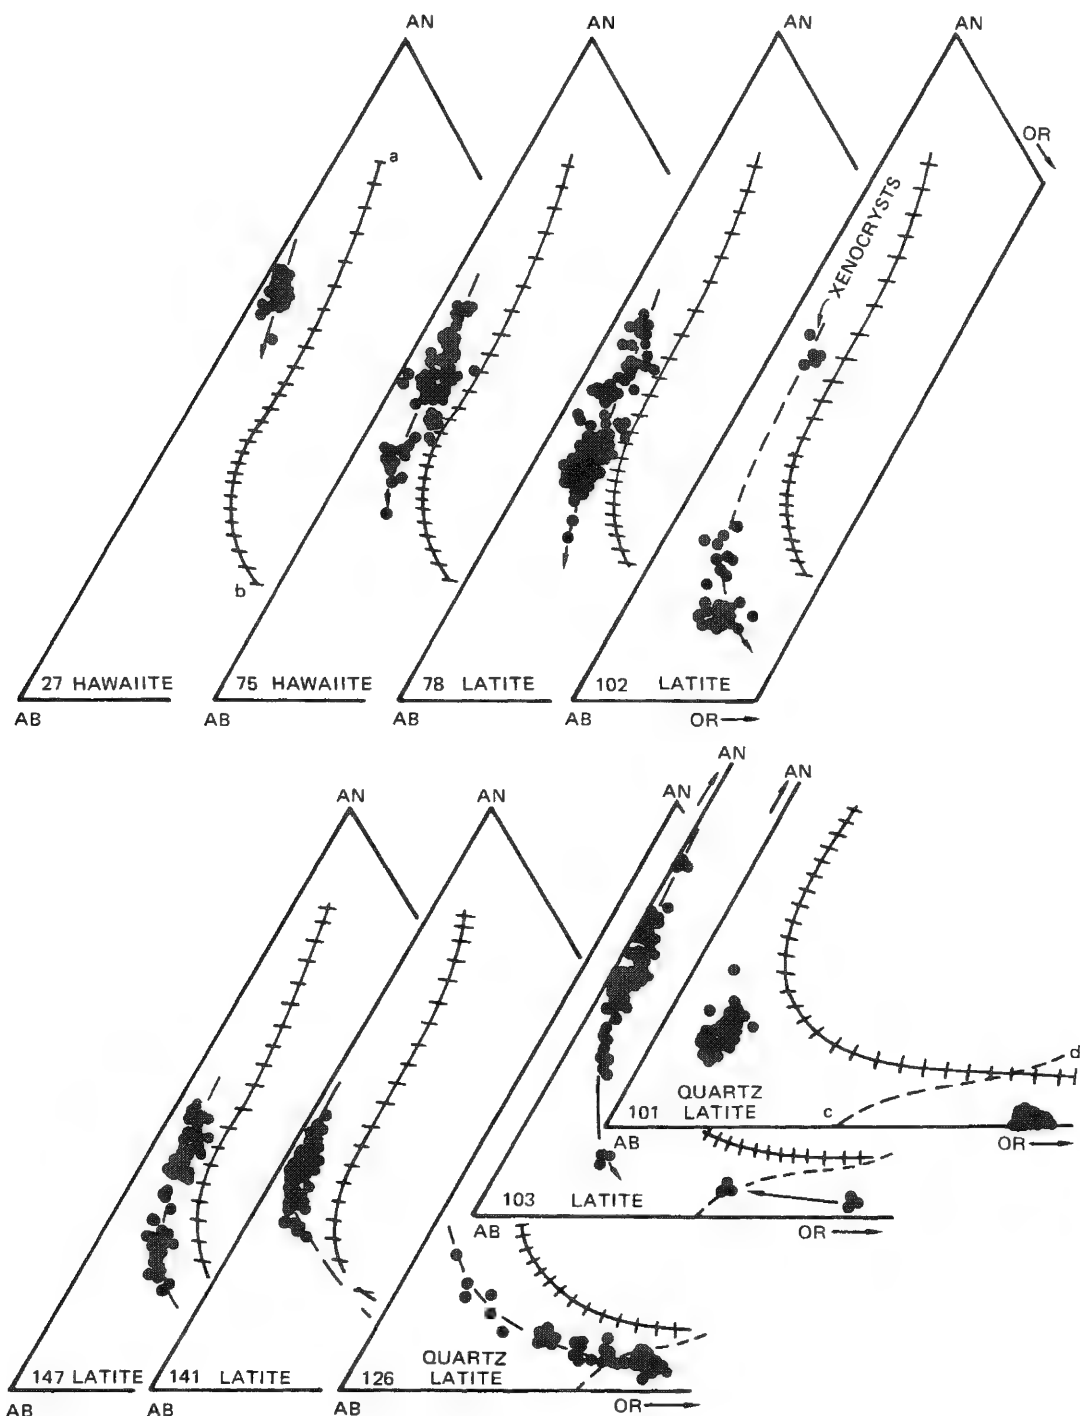 AN AN AN AN
OR
a
XENOCRYSTS
b
27 HAWAIITE 75 HAWAIITE 78 LATITE 102 LATITE
AB AB AB AB OR
AN AN
AN AN AN
d
101 QUARTZ LATITE
c
AB OR
103 LATITE
AB OR
147 LATITE 141 LATITE 126 QUARTZ LATITE
AB AB AB OR